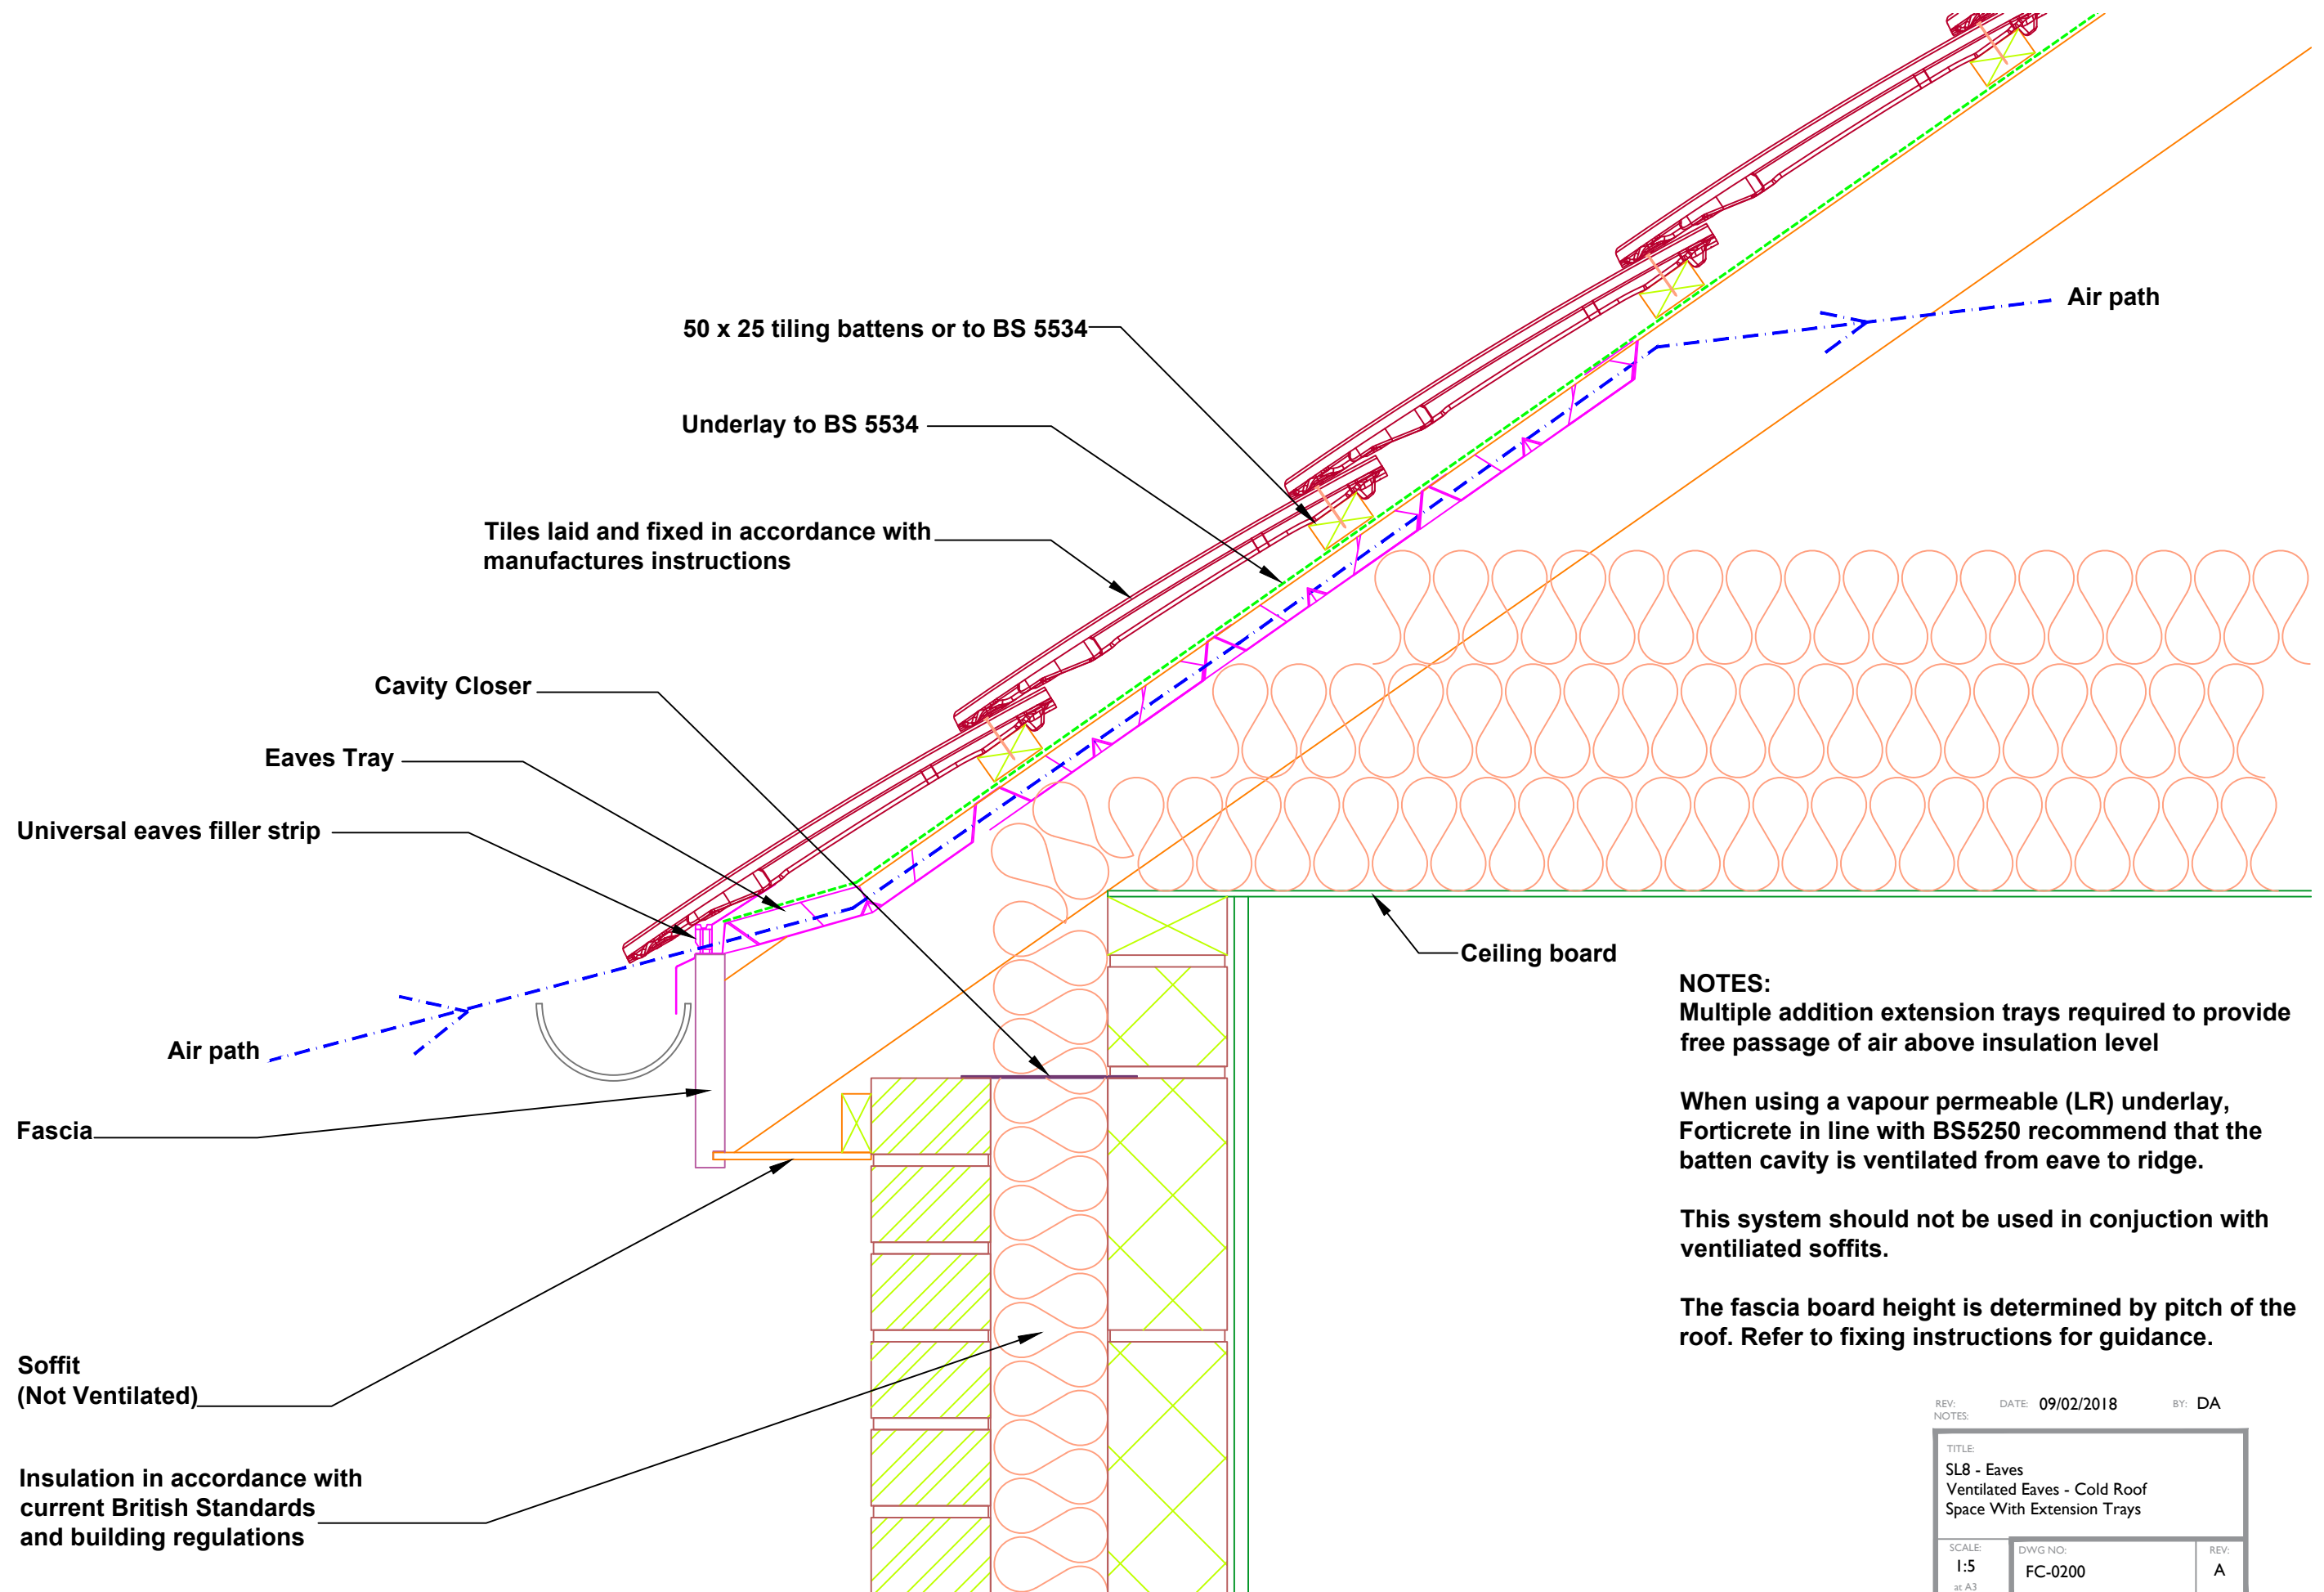 Air path
50 x 25 tiling battens or to BS 5534
Underlay to BS 5534
Tiles laid and fixed in accordance with
manufactures instructions
Cavity Closer
Eaves Tray
Universal eaves filler strip
Air path
Fascia
Soffit
(Not Ventilated)
Insulation in accordance with
current British Standards
and building regulations
Ceiling board
NOTES:
Multiple addition extension trays required to provide
free passage of air above insulation level
When using a vapour permeable (LR) underlay,
Forticrete in line with BS5250 recommend that the
batten cavity is ventilated from eave to ridge.
This system should not be used in conjuction with
ventiliated soffits.
The fascia board height is determined by pitch of the
roof. Refer to fixing instructions for guidance.
REV: DATE: 09/02/2018 BY: DA
NOTES:
TITLE:
SL8 - Eaves
Ventilated Eaves - Cold Roof
Space With Extension Trays
SCALE: DWG NO: REV:
1:5 FC-0200 A
at A3